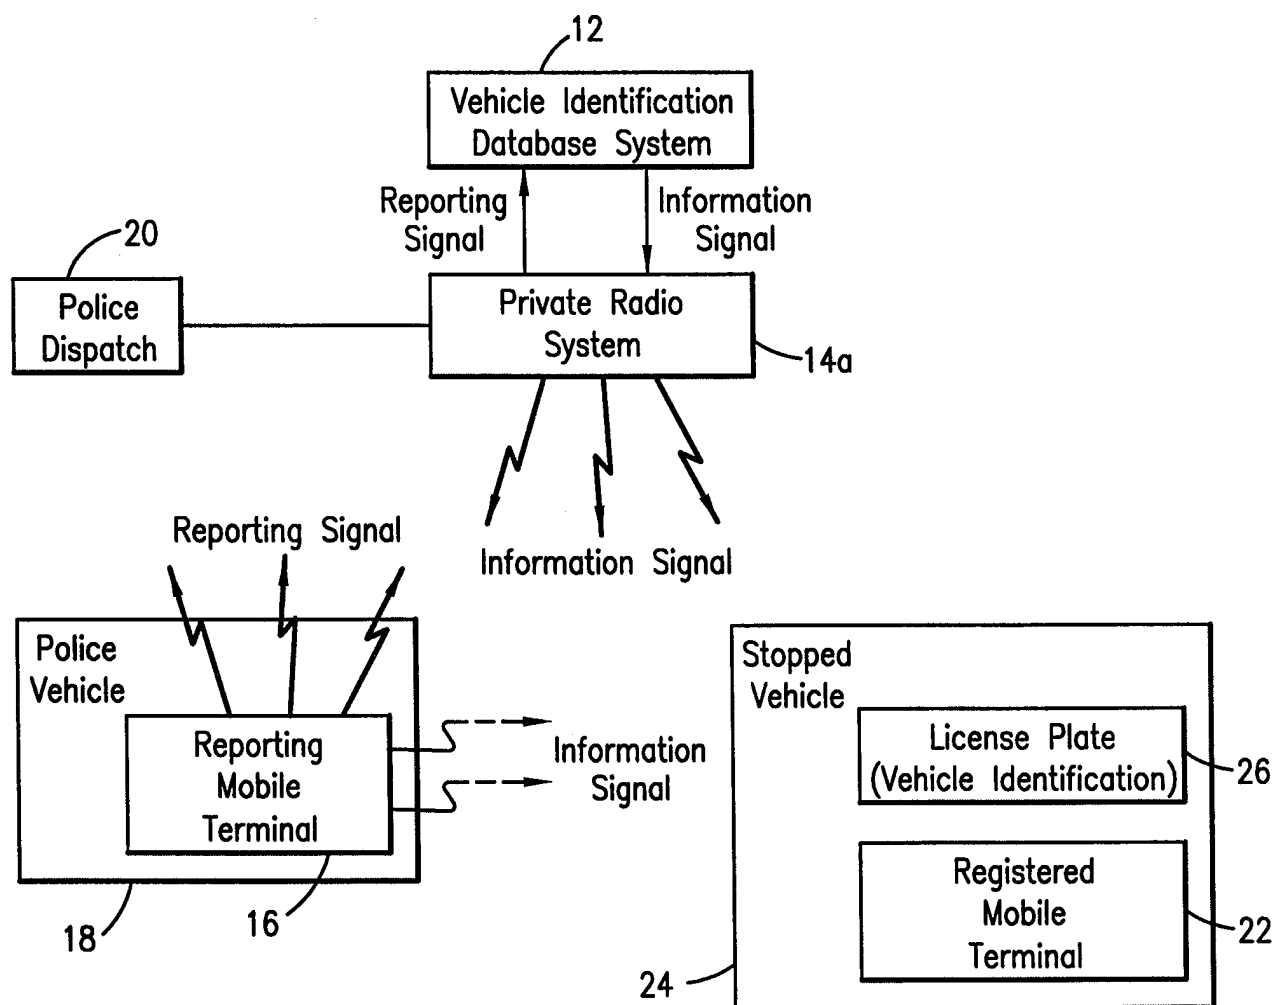 12
Vehicle Identification
Database System
Reporting
Signal
Information
Signal
20
Police
Dispatch
Private Radio
System
14a
Reporting Signal
Information Signal
Police
Vehicle
Reporting
Mobile
Terminal
Information
Signal
16
18
Stopped
Vehicle
License Plate
(Vehicle Identification)
26
Registered
Mobile
Terminal
22
24